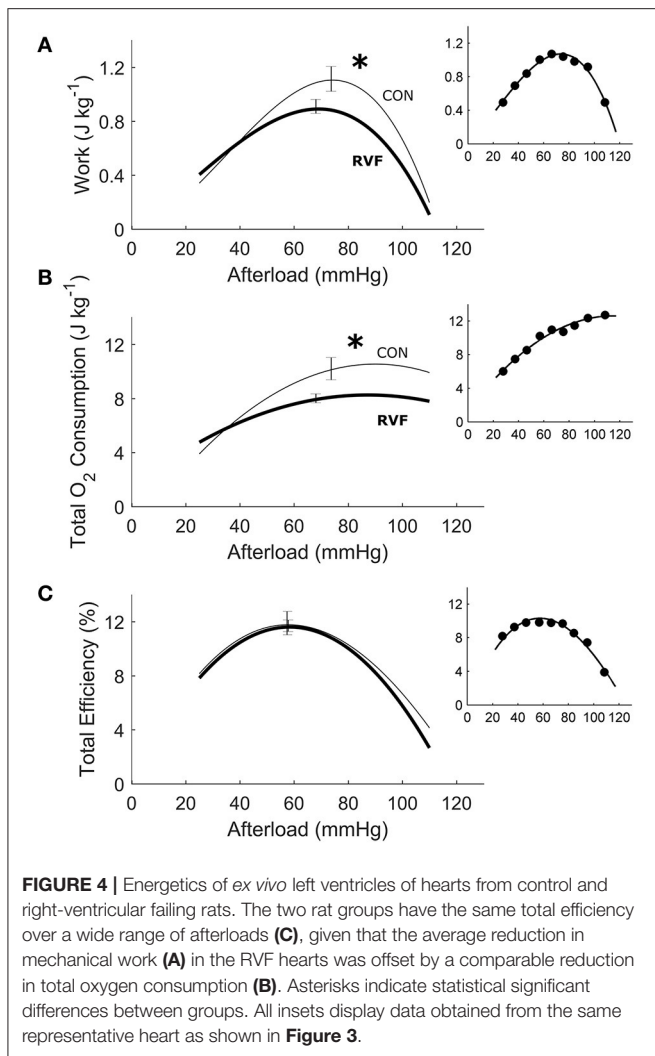 A
Work (J kg⁻¹)
1.2
0.8
0.4
0
*
CON
RVF
0 20 40 60 80 100 120
Afterload (mmHg)
1.2
0.8
0.4
0
0 20 40 60 80 100 120
B
Total O₂ Consumption (J kg⁻¹)
12
8
4
0
*
CON
RVF
0 20 40 60 80 100 120
Afterload (mmHg)
12
8
4
0
0 20 40 60 80 100 120
C
Total Efficiency (%)
12
8
4
0
0 20 40 60 80 100 120
Afterload (mmHg)
12
8
4
0
0 20 40 60 80 100 120
FIGURE 4 | Energetics of ex vivo left ventricles of hearts from control and
right-ventricular failing rats. The two rat groups have the same total efficiency
over a wide range of afterloads (C), given that the average reduction in
mechanical work (A) in the RVF hearts was offset by a comparable reduction
in total oxygen consumption (B). Asterisks indicate statistical significant
differences between groups. All insets display data obtained from the same
representative heart as shown in Figure 3.